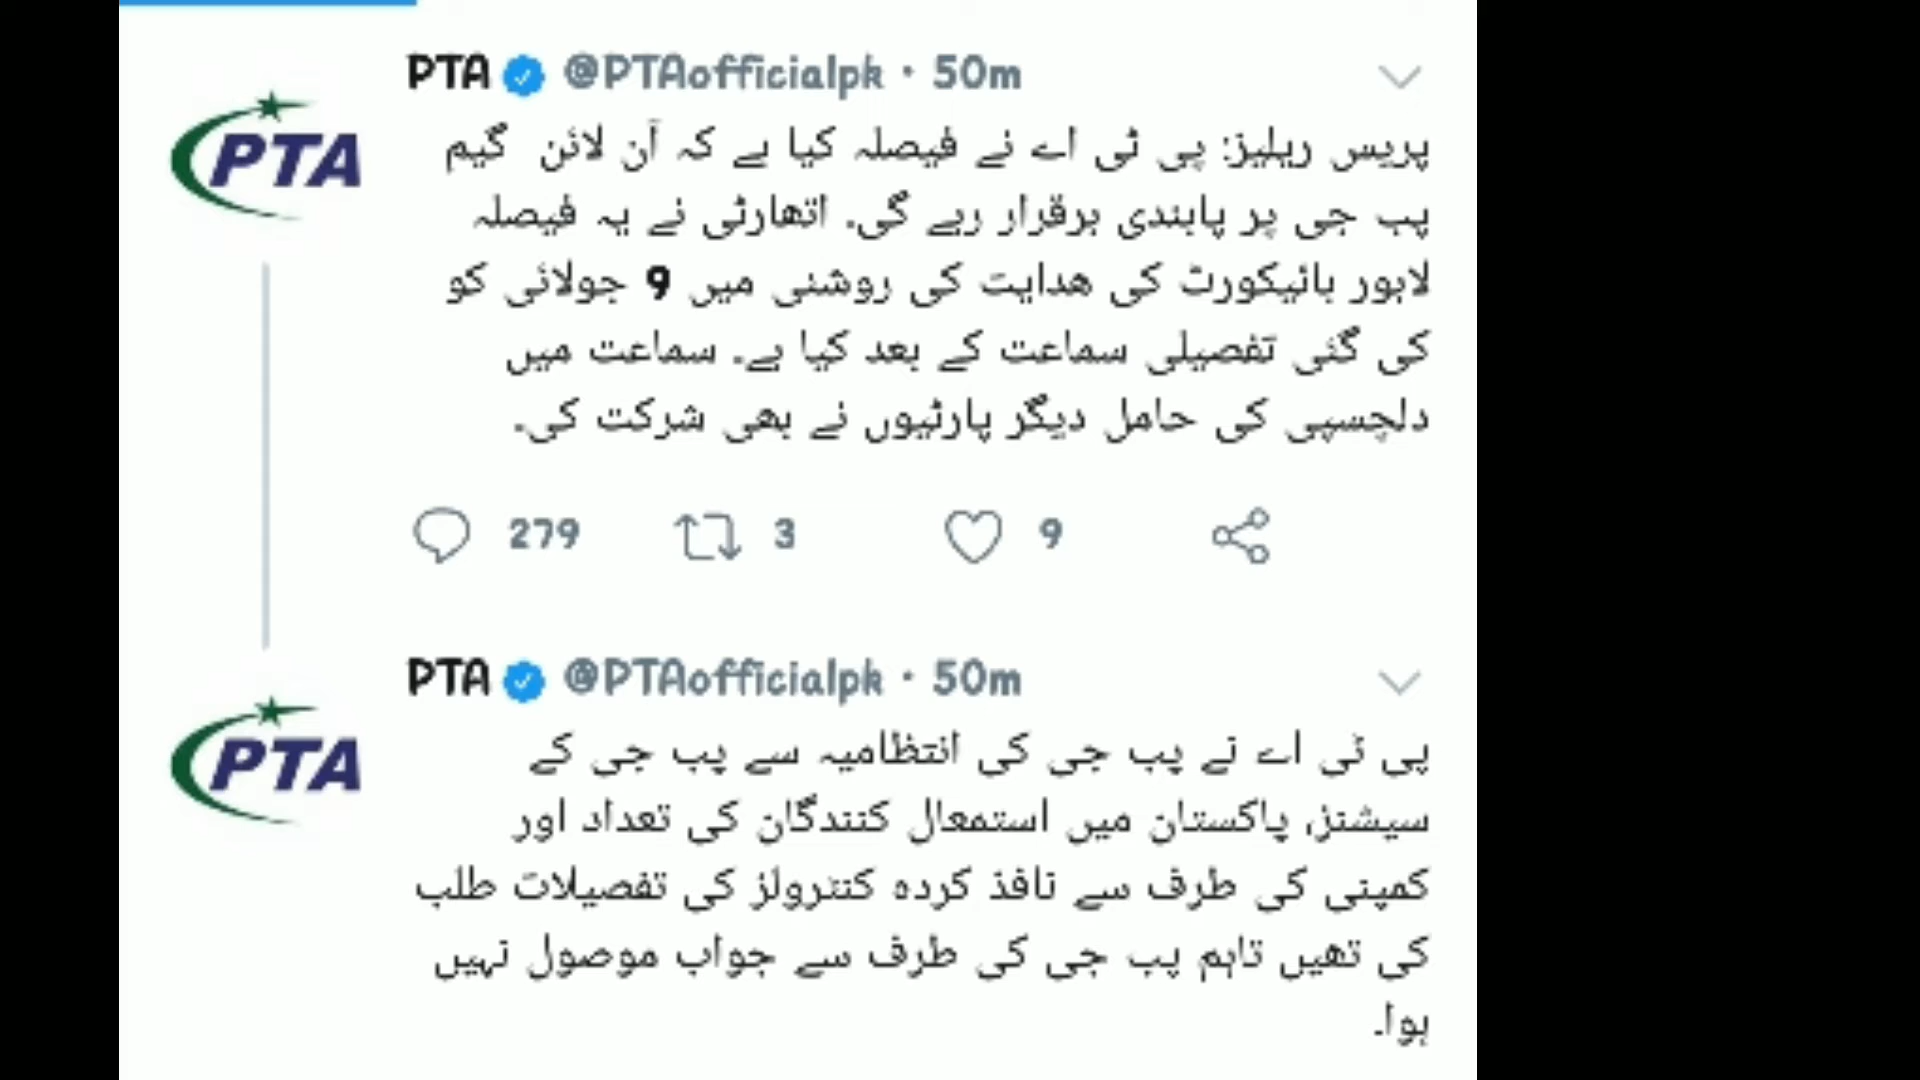 PTA @PTAofficialpk · 50m
PTA
پریس ریلیز: پی ٹی اے نے فیصلہ کیا ہے کہ آن لائن گیم
پب جی پر پابندی برقرار رہے گی۔ اتھارٹی نے یہ فیصلہ
لاہور ہائیکورٹ کی ھدایت کی روشنی میں 9 جولائی کو
کی گئی تفصیلی سماعت کے بعد کیا ہے۔ سماعت میں
دلچسپی کی حامل دیگر پارٹیوں نے بھی شرکت کی۔
279 3 9
PTA @PTAofficialpk · 50m
PTA
پی ٹی اے نے پب جی کی انتظامیہ سے پب جی کے
سیشنز، پاکستان میں استمعال کنندگان کی تعداد اور
کمپنی کی طرف سے نافذ کردہ کنٹرولز کی تفصیلات طلب
کی تھیں تاہم پب جی کی طرف سے جواب موصول نہیں
ہوا۔